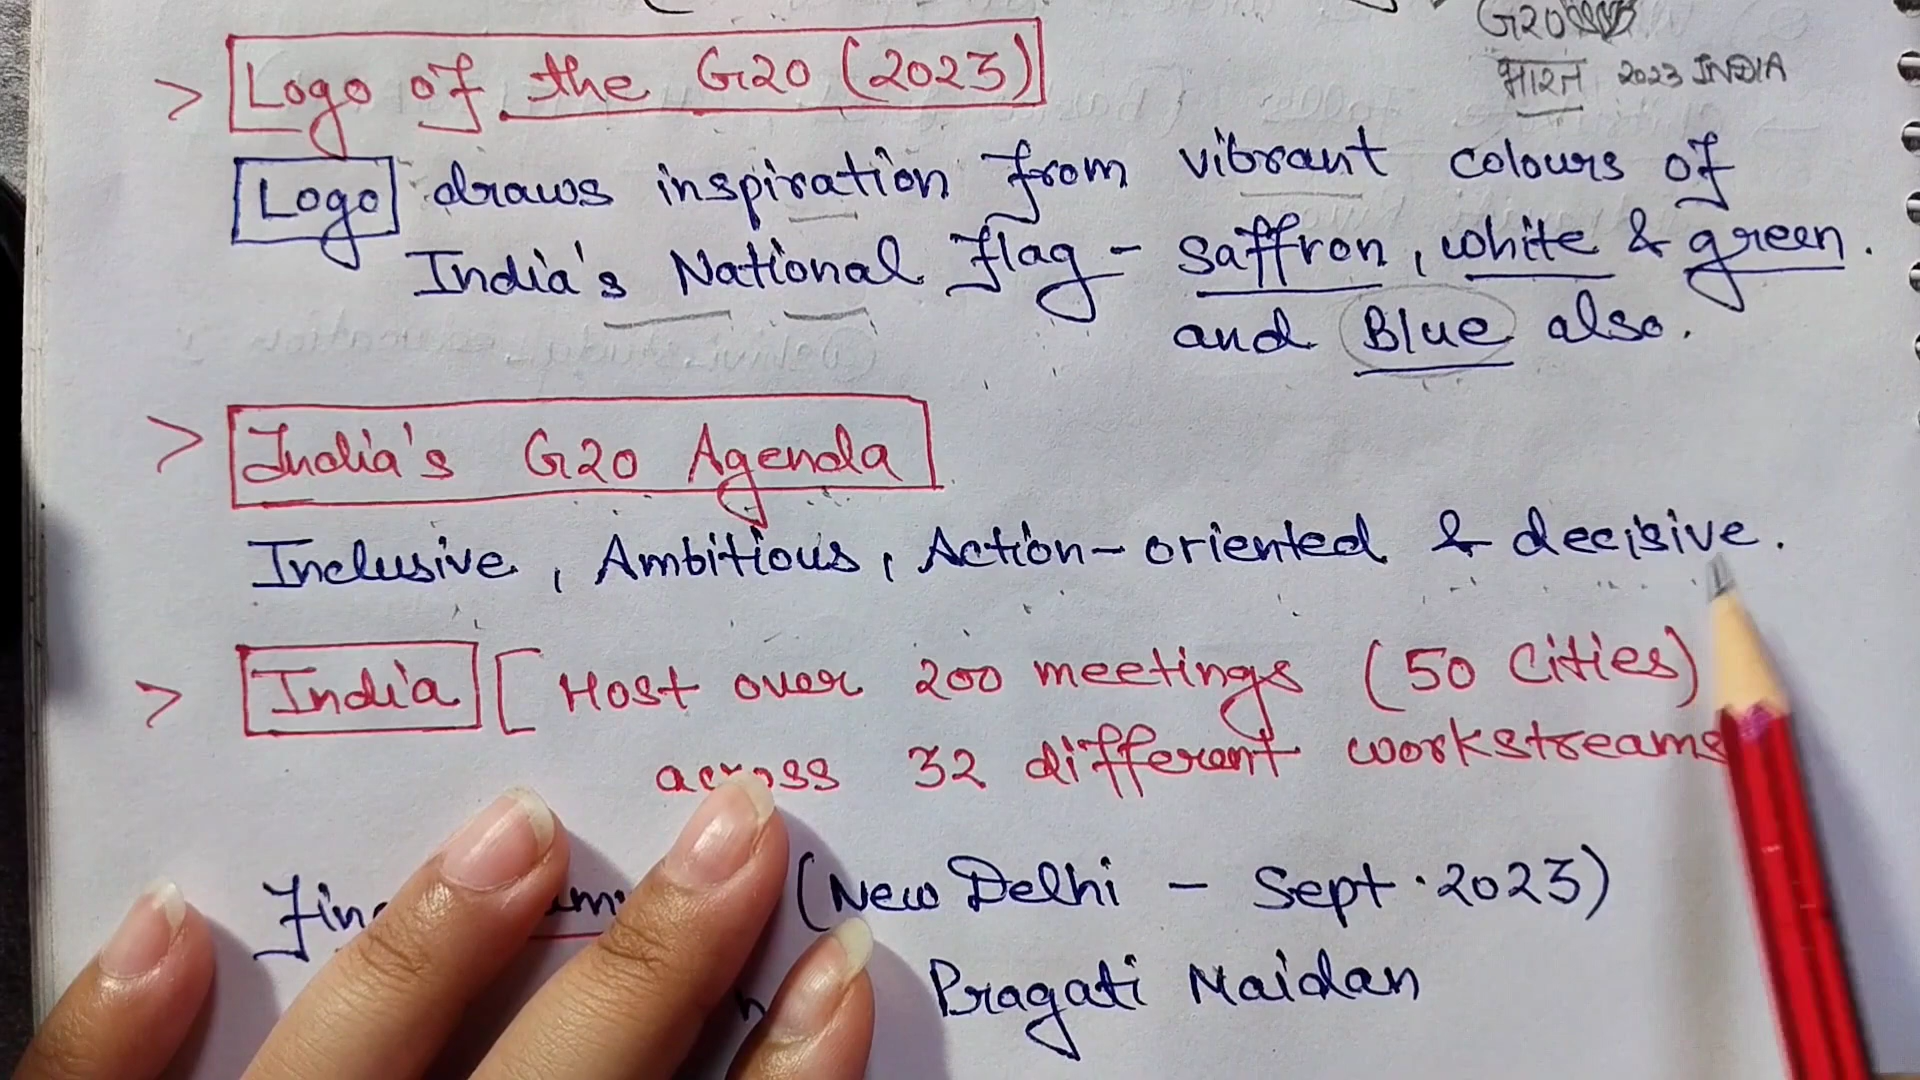 G20
भारत 2023 INDIA
> Logo of the G20 (2023)
Logo draws inspiration from vibrant colours of
India's National Flag - saffron, white & green.
and Blue also.
> India's G20 Agenda
Inclusive, Ambitious, Action-oriented & decisive.
> India [Host over 200 meetings (50 Cities)
across 32 different workstreams
(New Delhi - Sept. 2023)
Pragati Maidan